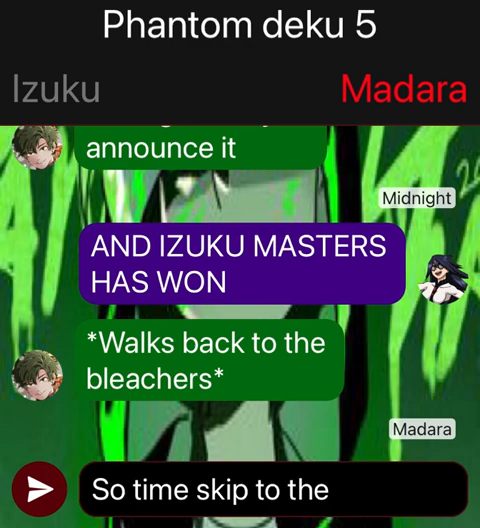 Phantom deku 5
Izuku
Madara
announce it
Midnight
AND IZUKU MASTERS
HAS WON
*Walks back to the
bleachers*
Madara
So time skip to the